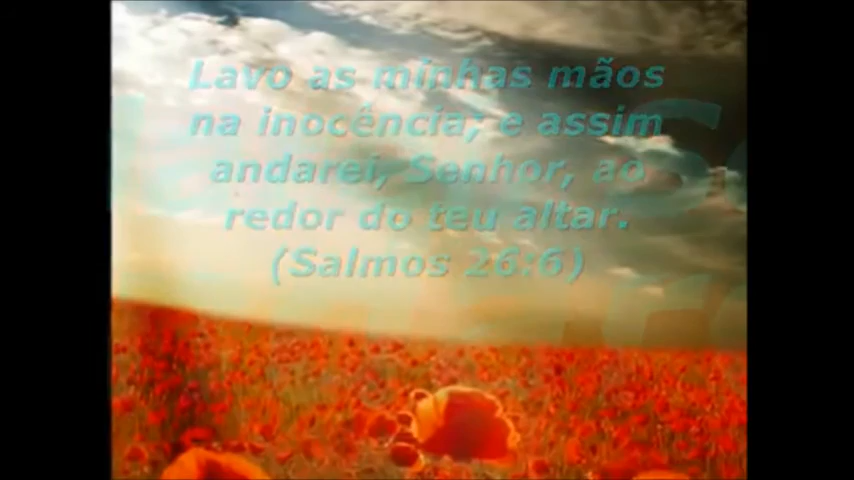 Lavo as minhas mãos
na inocência; e assim
andarei, Senhor, ao
redor do teu altar.
(Salmos 26:6)